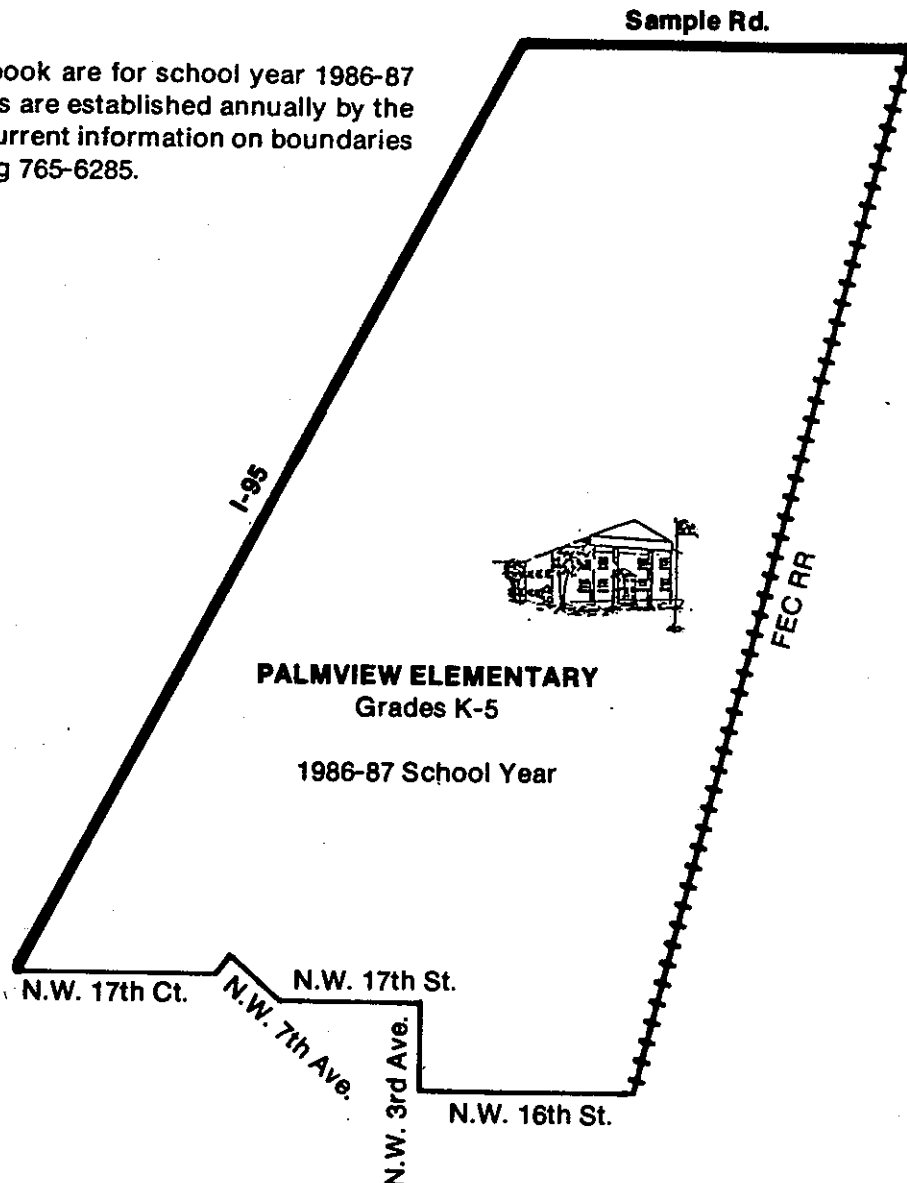 Sample Rd.
book are for school year 1986-87
s are established annually by the
urrent information on boundaries
g 765-6285.
I-95
FEC RR
PALMVIEW ELEMENTARY
Grades K-5
1986-87 School Year
N.W. 17th Ct.
N.W. 7th Ave.
N.W. 17th St.
N.W. 3rd Ave.
N.W. 16th St.